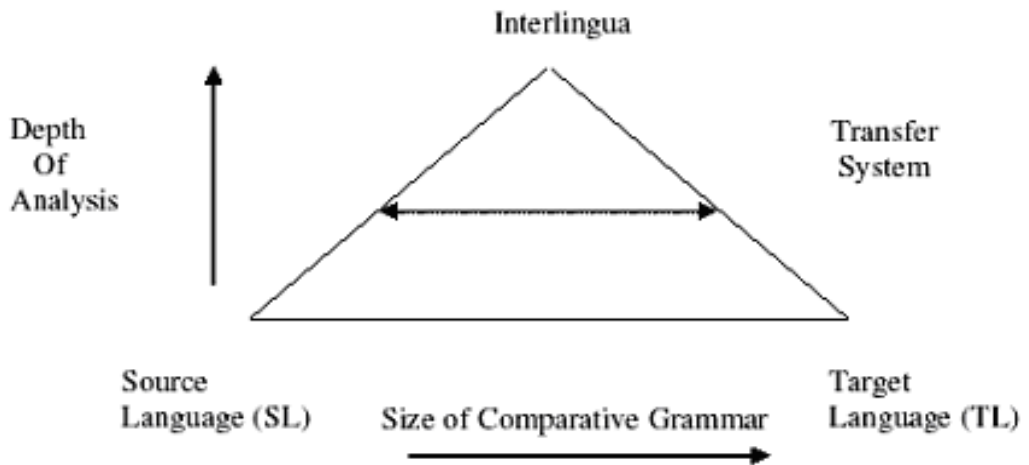 Interlingua
Depth
Of
Analysis
Transfer
System
Source
Language (SL)
Size of Comparative Grammar
Target
Language (TL)